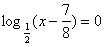 log_{1/2}(x − 7/8) = 0